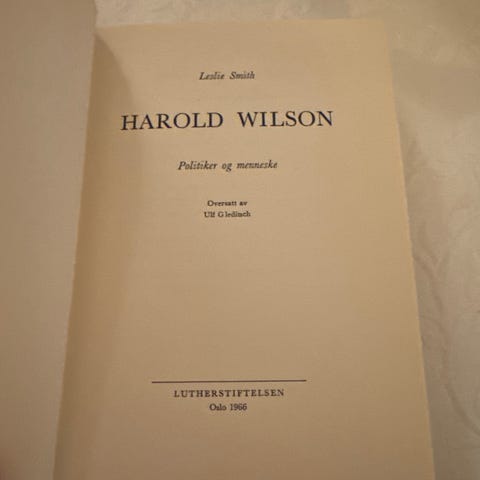 Leslie Smith
HAROLD WILSON
Politiker og menneske
Oversatt av
Ulf Gleditsch
LUTHERSTIFTELSEN
Oslo 1966